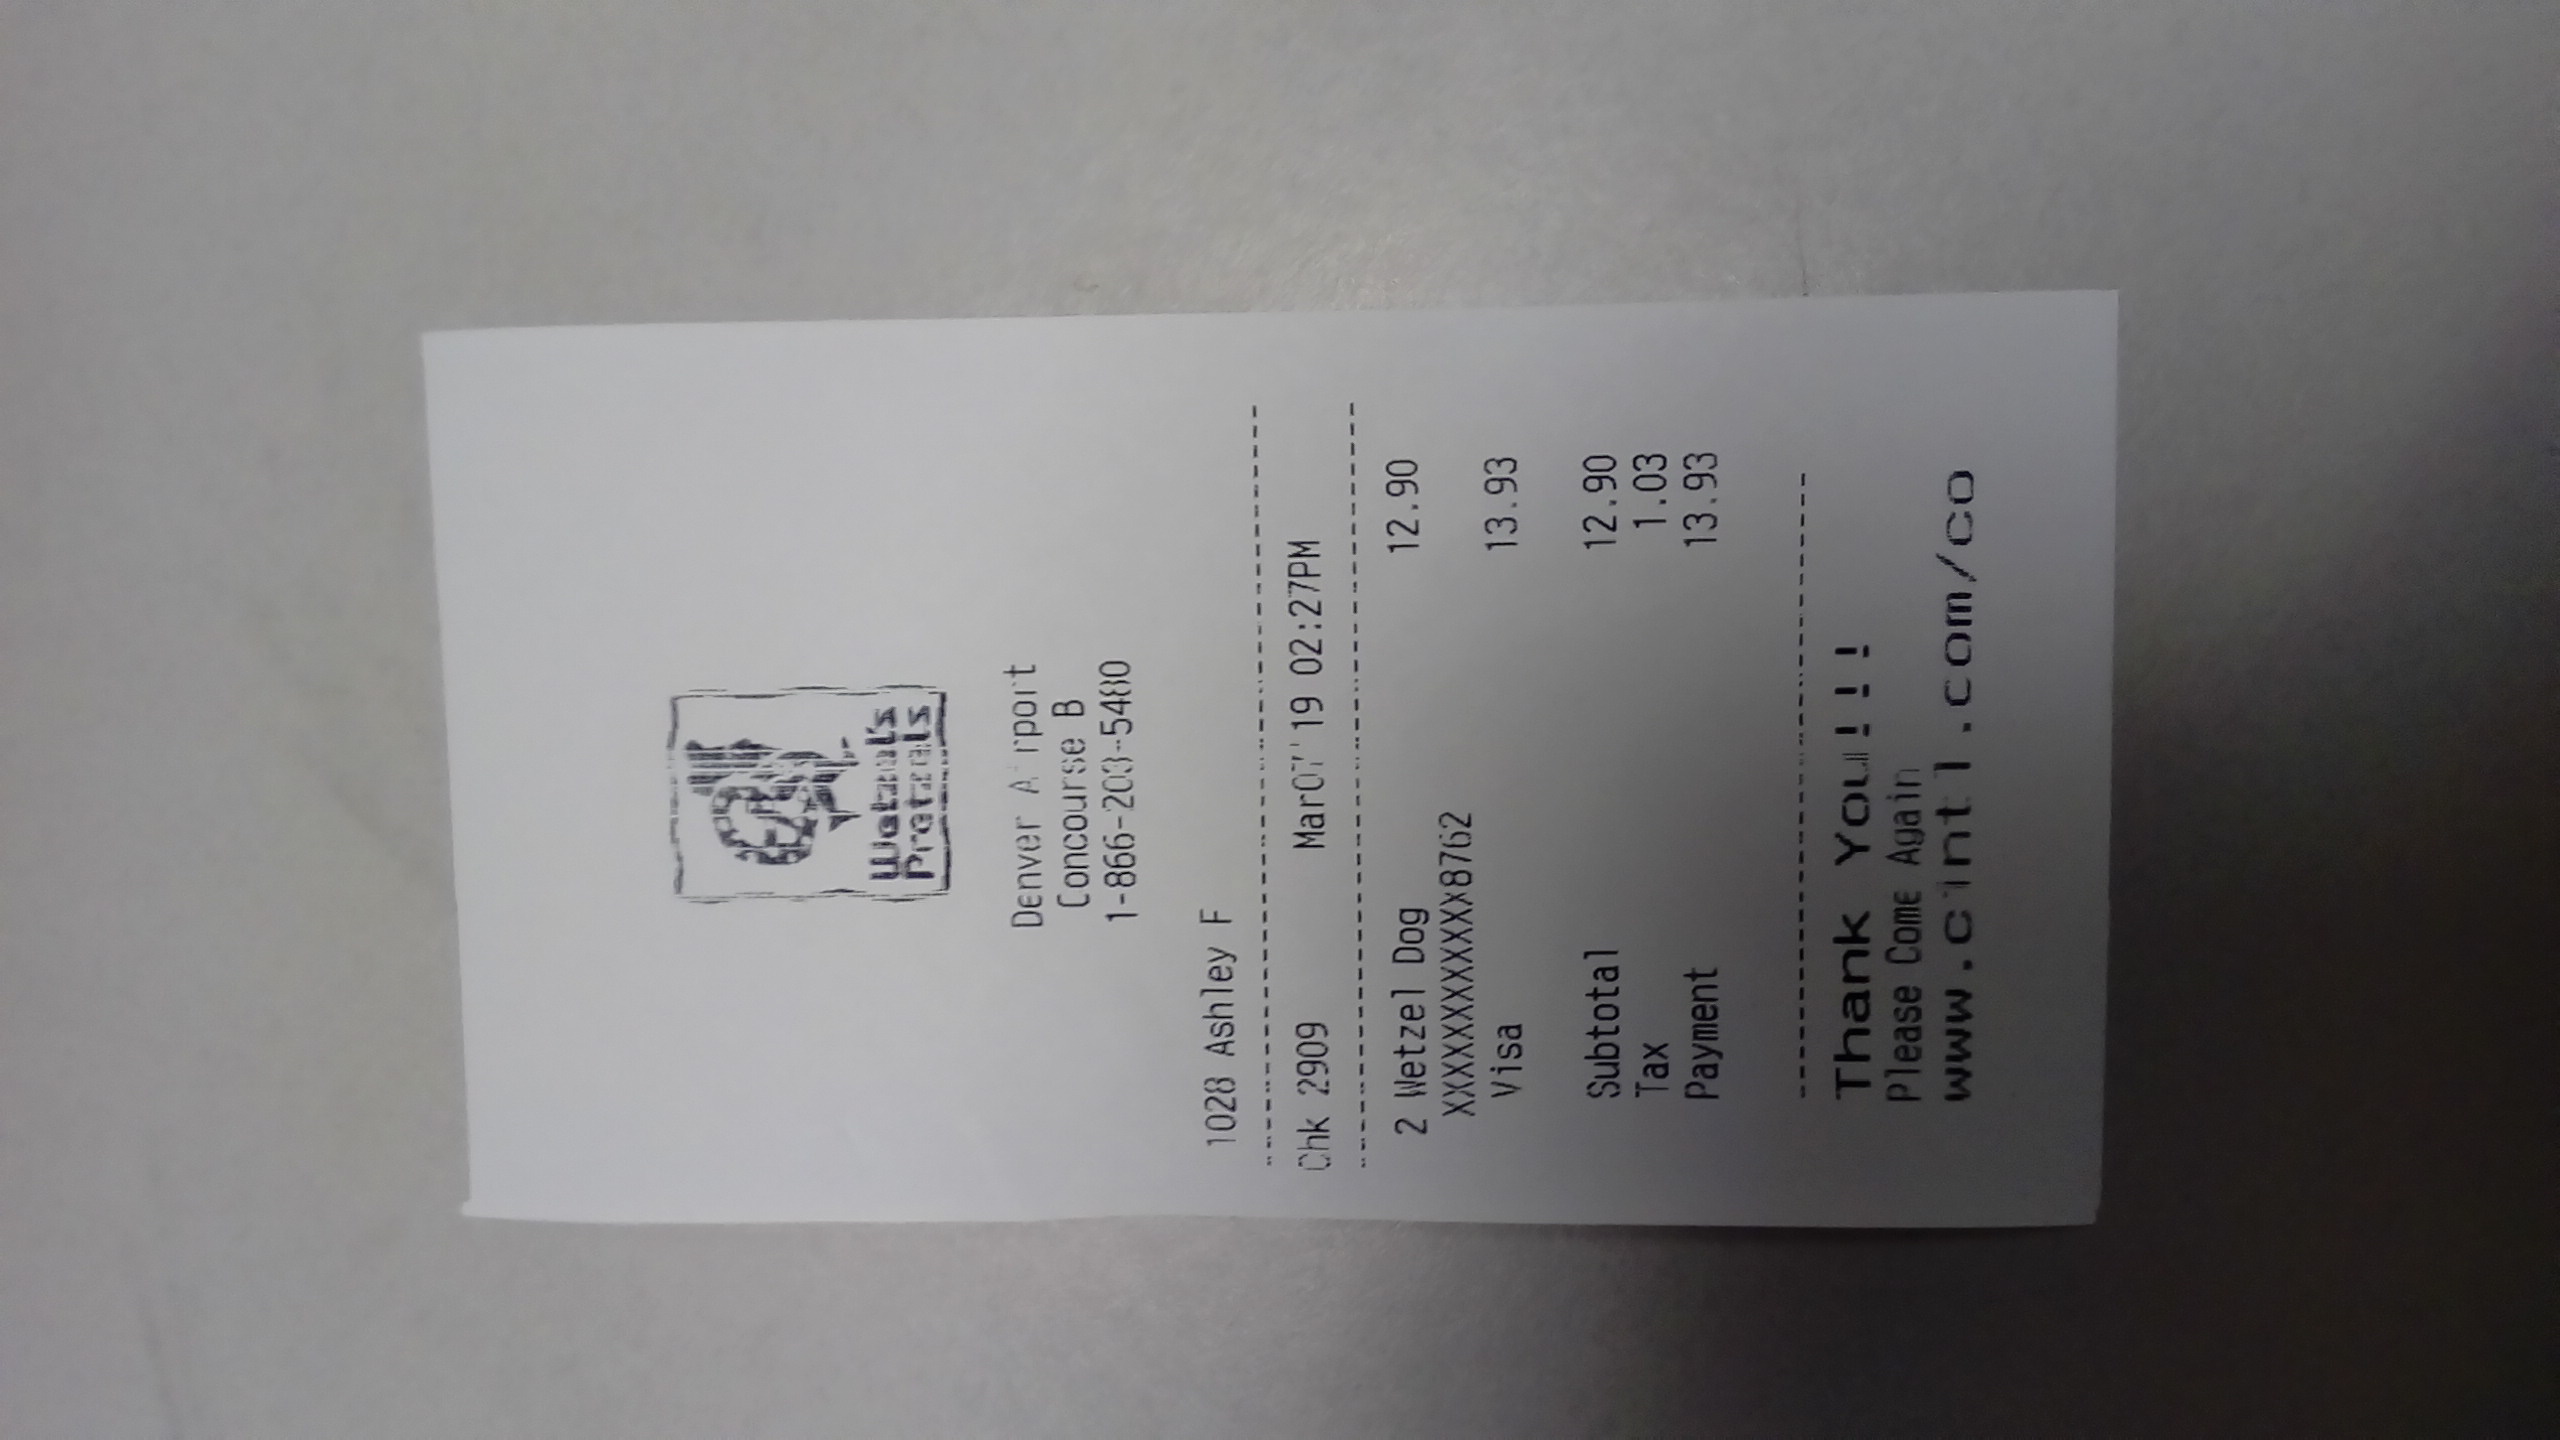 Wetzel's
Pretzels
Denver Airport
Concourse B
1-866-203-5480
1028 Ashley F
Chk 2909 Mar07'19 02:27PM
2 Wetzel Dog 12.90
XXXXXXXXXXXX8762
Visa 13.93
Subtotal 12.90
Tax 1.03
Payment 13.93
Thank You!!!
Please Come Again
www.cintl.com/co